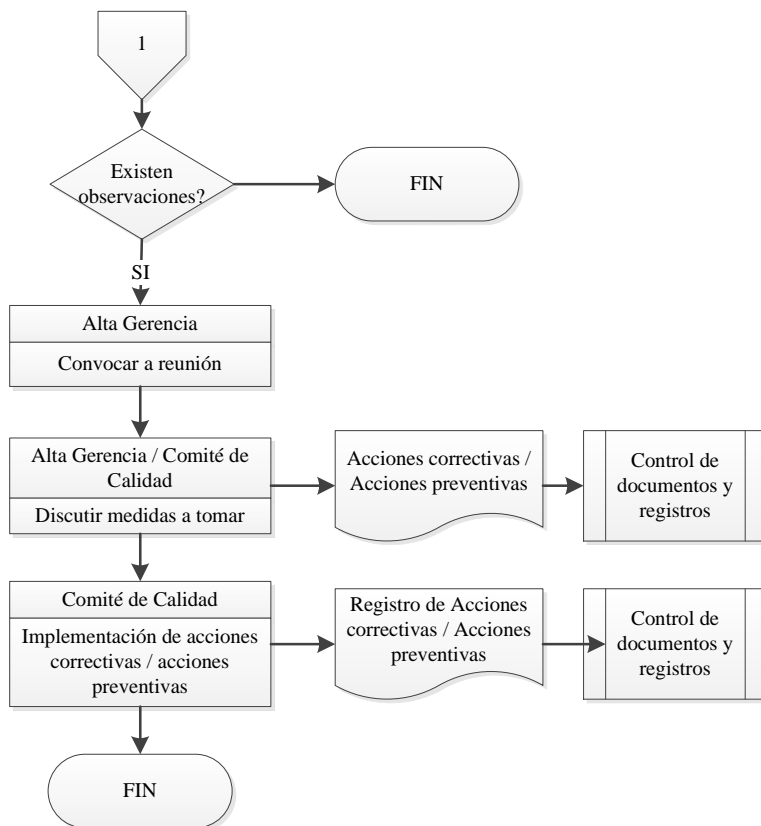 1
Existen
observaciones?
FIN
SI
Alta Gerencia
Convocar a reunión
Alta Gerencia / Comité de
Calidad
Discutir medidas a tomar
Acciones correctivas /
Acciones preventivas
Control de
documentos y
registros
Comité de Calidad
Implementación de acciones
correctivas / acciones
preventivas
Registro de Acciones
correctivas / Acciones
preventivas
Control de
documentos y
registros
FIN